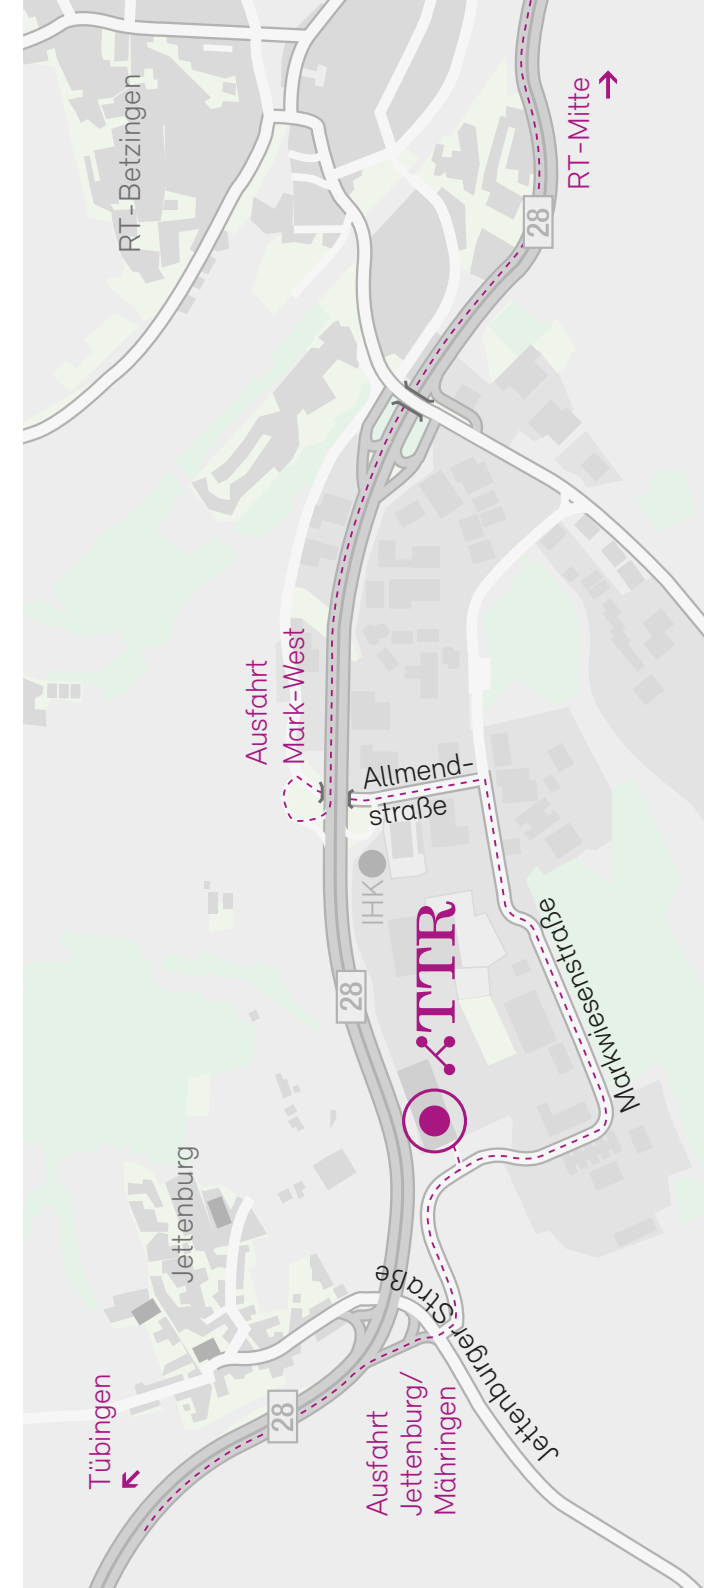 RT-Betzingen
RT-Mitte
28
Ausfahrt
Mark-West
Allmend-
straße
IHK
TTR
28
Markwiesenstraße
Jettenburg
Jettenburger Straße
Tübingen
28
Ausfahrt
Jettenburg/
Mähringen